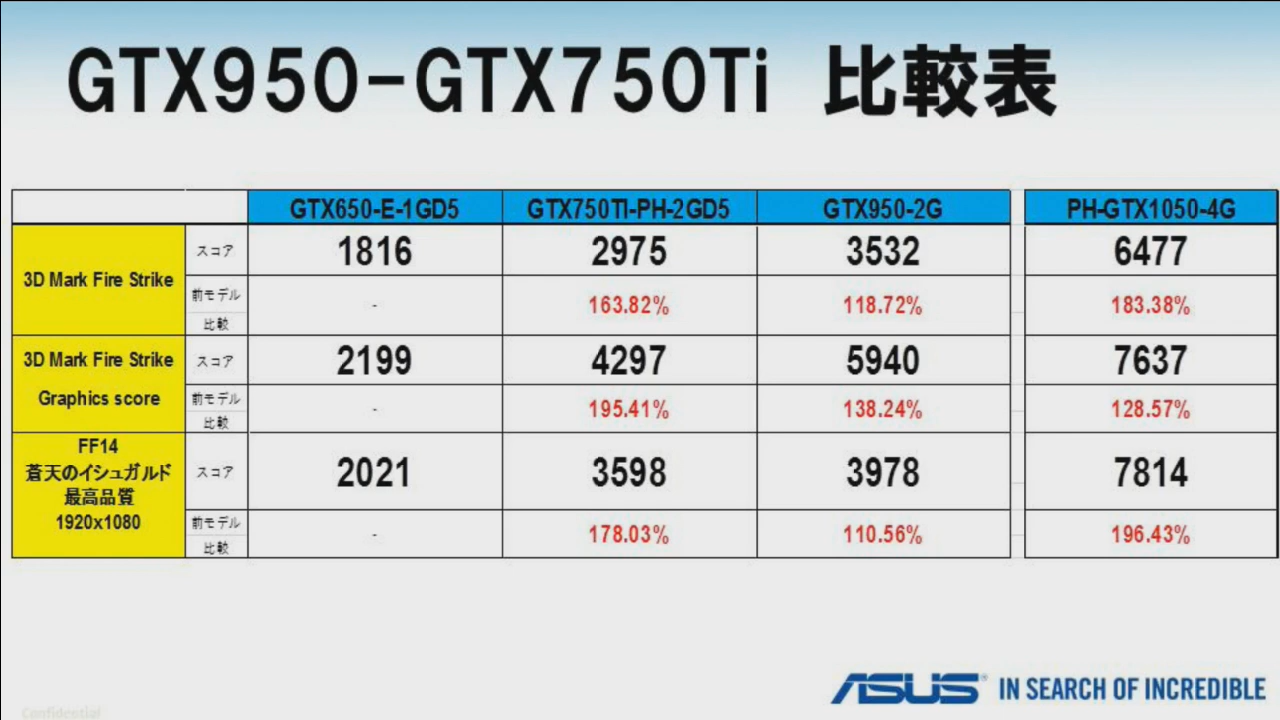 GTX950-GTX750Ti 比較表
GTX650-E-1GD5 GTX750TI-PH-2GD5 GTX950-2G PH-GTX1050-4G
3D Mark Fire Strike
スコア 1816 2975 3532 6477
前モデル
比較
- 163.82% 118.72% 183.38%
3D Mark Fire Strike
Graphics score
スコア 2199 4297 5940 7637
前モデル
比較
- 195.41% 138.24% 128.57%
FF14
蒼天のイシュガルド
最高品質
1920x1080
スコア 2021 3598 3978 7814
前モデル
比較
- 178.03% 110.56% 196.43%
ASUS® IN SEARCH OF INCREDIBLE
Confidential